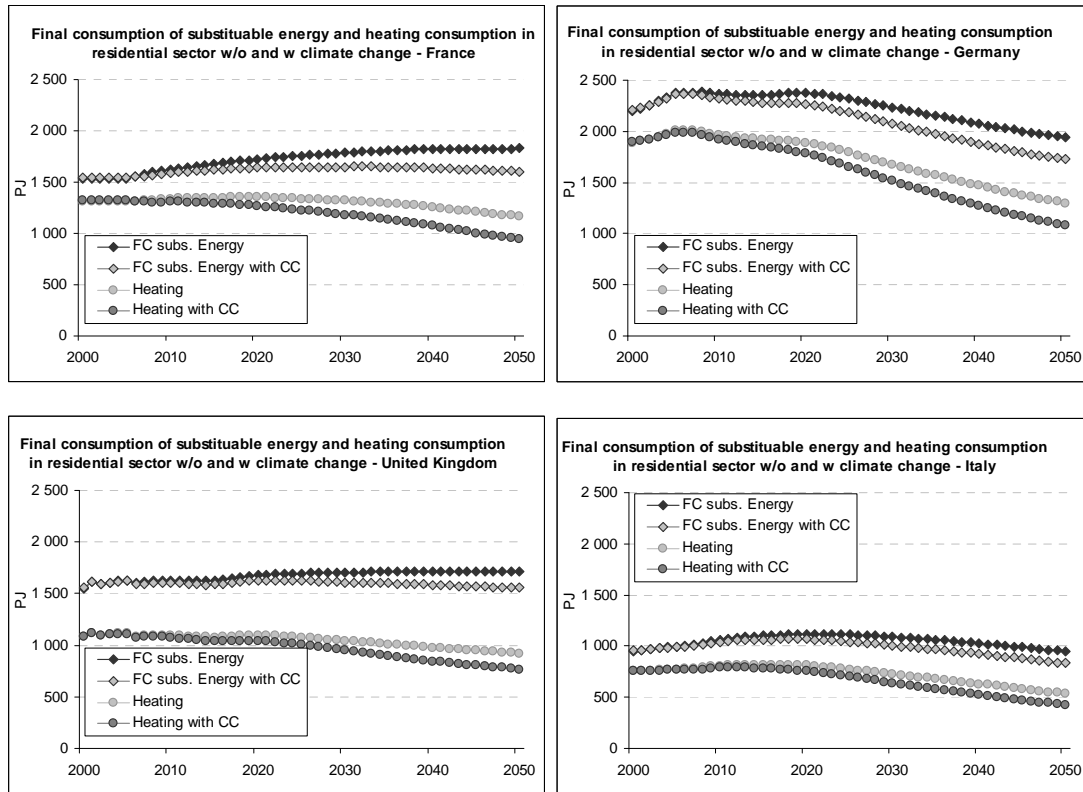 Final consumption of substituable energy and heating consumption in
residential sector w/o and w climate change - France
2 500
2 000
1 500
1 000
500
0
PJ
FC subs. Energy
FC subs. Energy with CC
Heating
Heating with CC
2000 2010 2020 2030 2040 2050
Final consumption of substituable energy and heating consumption
in residential sector w/o and w climate change - Germany
2 500
2 000
1 500
1 000
500
0
PJ
FC subs. Energy
FC subs. Energy with CC
Heating
Heating with CC
2000 2010 2020 2030 2040 2050
Final consumption of substituable energy and heating consumption
in residential sector w/o and w climate change - United Kingdom
2 500
2 000
1 500
1 000
500
0
PJ
FC subs. Energy
FC subs. Energy with CC
Heating
Heating with CC
2000 2010 2020 2030 2040 2050
Final consumption of substituable energy and heating consumption
in residential sector w/o and w climate change - Italy
2 500
2 000
1 500
1 000
500
0
PJ
FC subs. Energy
FC subs. Energy with CC
Heating
Heating with CC
2000 2010 2020 2030 2040 2050